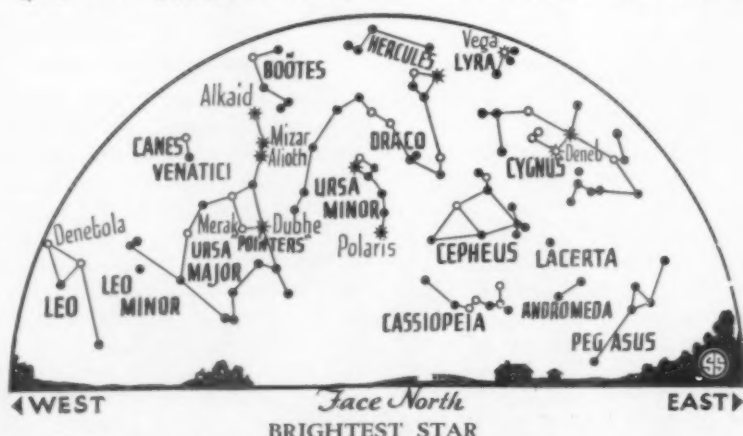 HERCULES
Vega
LYRA
BOÖTES
Alkaid
CANES
VENATICI
Mizar
Alioth
DRACO
URSA
MINOR
CYGNUS
Deneb
Denebola
Merak
Dubhe
"POINTERS"
URSA
MAJOR
Polaris
CEPHEUS
LACERTA
LEO
LEO
MINOR
CASSIOPEIA
ANDROMEDA
PEGASUS
WEST
Face North
EAST
BRIGHTEST STAR